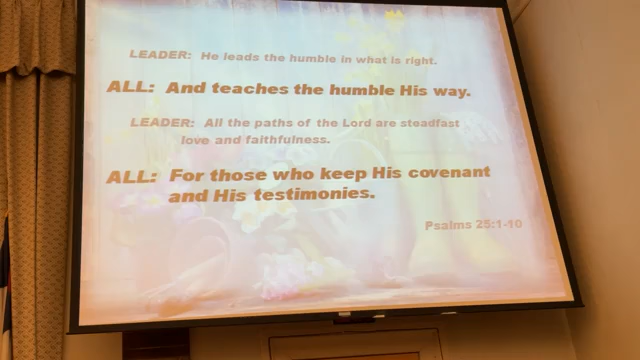 LEADER: He leads the humble in what is right.
ALL: And teaches the humble His way.
LEADER: All the paths of the Lord are steadfast
love and faithfulness.
ALL: For those who keep His covenant
and His testimonies.
Psalms 25:1-10